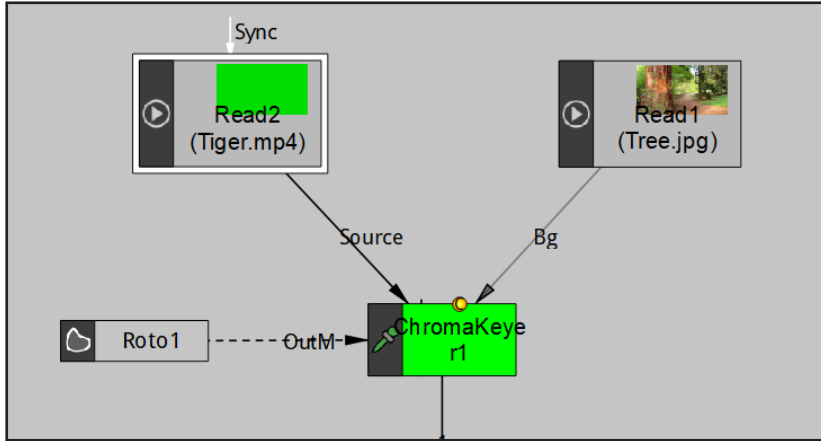 Sync
Read2
(Tiger.mp4)
Read1
(Tree.jpg)
Source
Bg
Roto1
OutM
ChromaKeye
r1